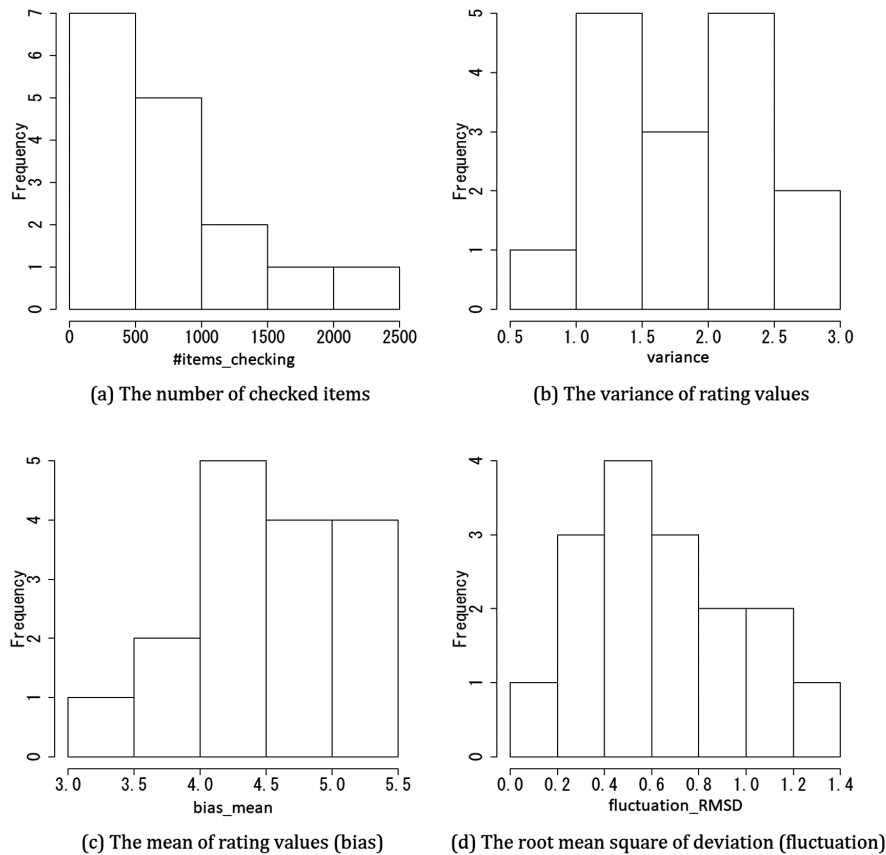 Frequency
0 1 2 3 4 5 6 7
0 500 1000 1500 2000 2500
#items_checking
(a) The number of checked items
Frequency
0 1 2 3 4 5
0.5 1.0 1.5 2.0 2.5 3.0
variance
(b) The variance of rating values
Frequency
0 1 2 3 4 5
3.0 3.5 4.0 4.5 5.0 5.5
bias_mean
(c) The mean of rating values (bias)
Frequency
0 1 2 3 4
0.0 0.2 0.4 0.6 0.8 1.0 1.2 1.4
fluctuation_RMSD
(d) The root mean square of deviation (fluctuation)